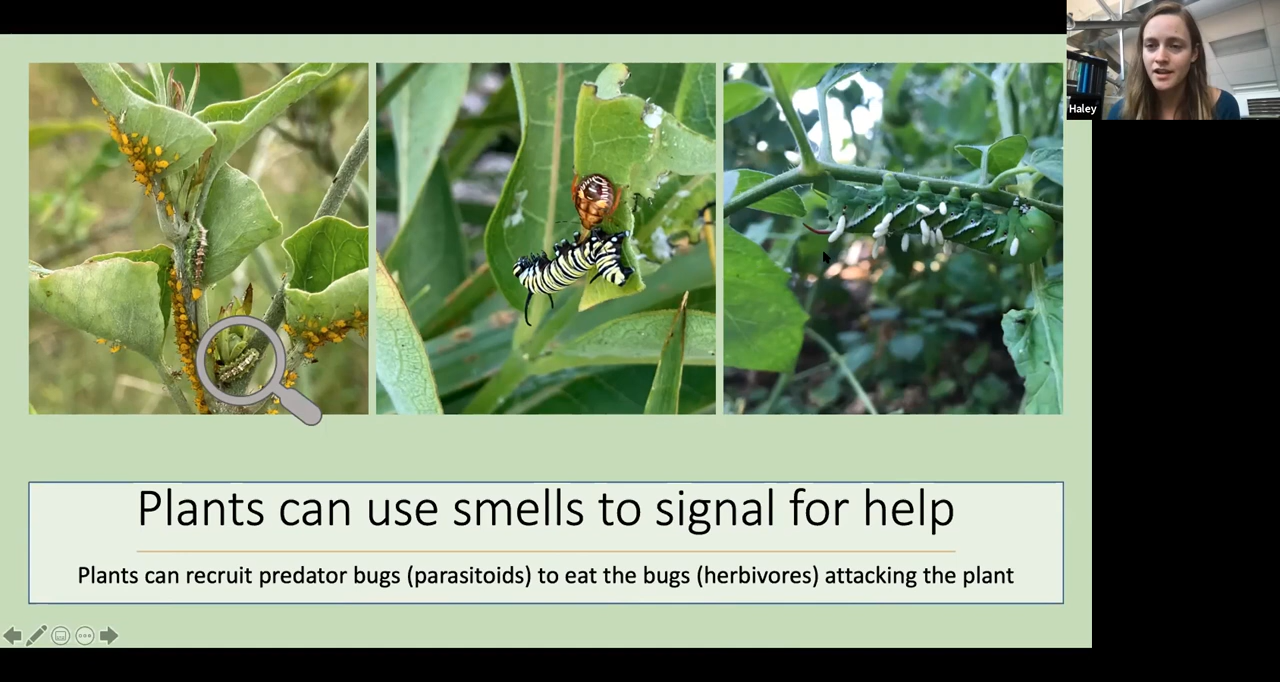 Haley
Plants can use smells to signal for help
Plants can recruit predator bugs (parasitoids) to eat the bugs (herbivores) attacking the plant